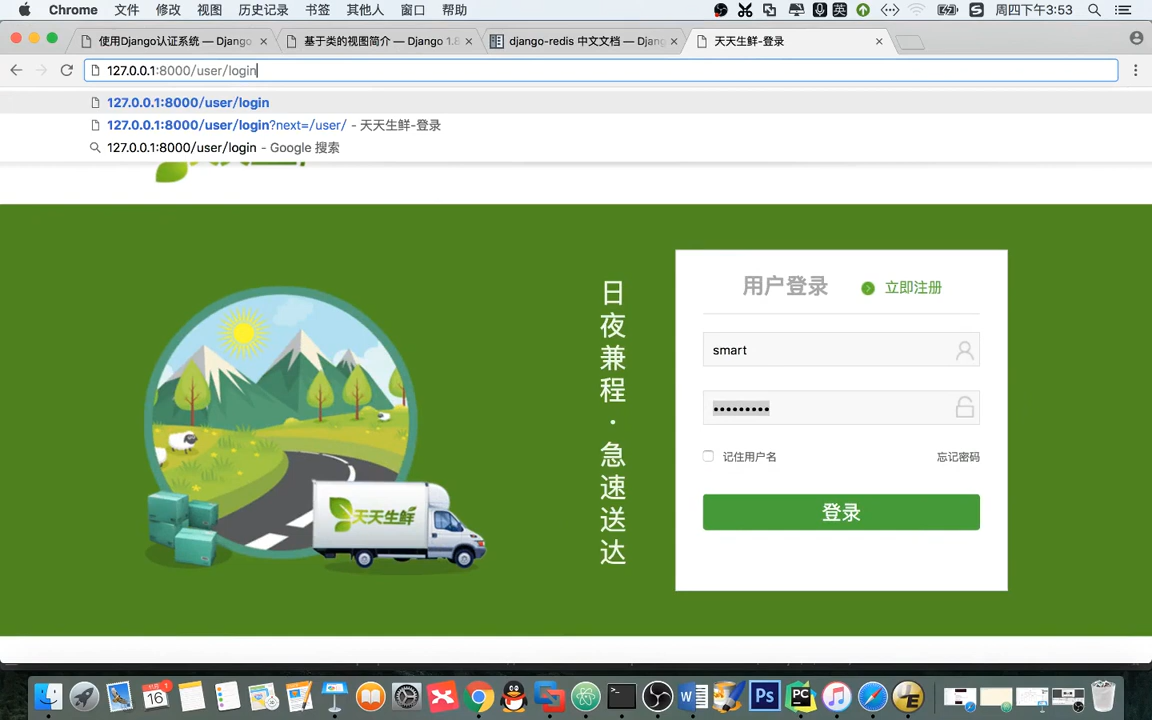 Chrome 文件 修改 视图 历史记录 书签 其他人 窗口 帮助 英 周四下午3:53
使用Django认证系统 — Django
基于类的视图简介 — Django 1.8
django-redis 中文文档 — Djang
天天生鲜-登录
127.0.0.1:8000/user/login
127.0.0.1:8000/user/login
127.0.0.1:8000/user/login?next=/user/ - 天天生鲜-登录
127.0.0.1:8000/user/login - Google 搜索
日夜兼程·急速送达
天天生鲜
用户登录 立即注册
smart
•••••••••
记住用户名 忘记密码
登录
16
1
W
Ps
PC